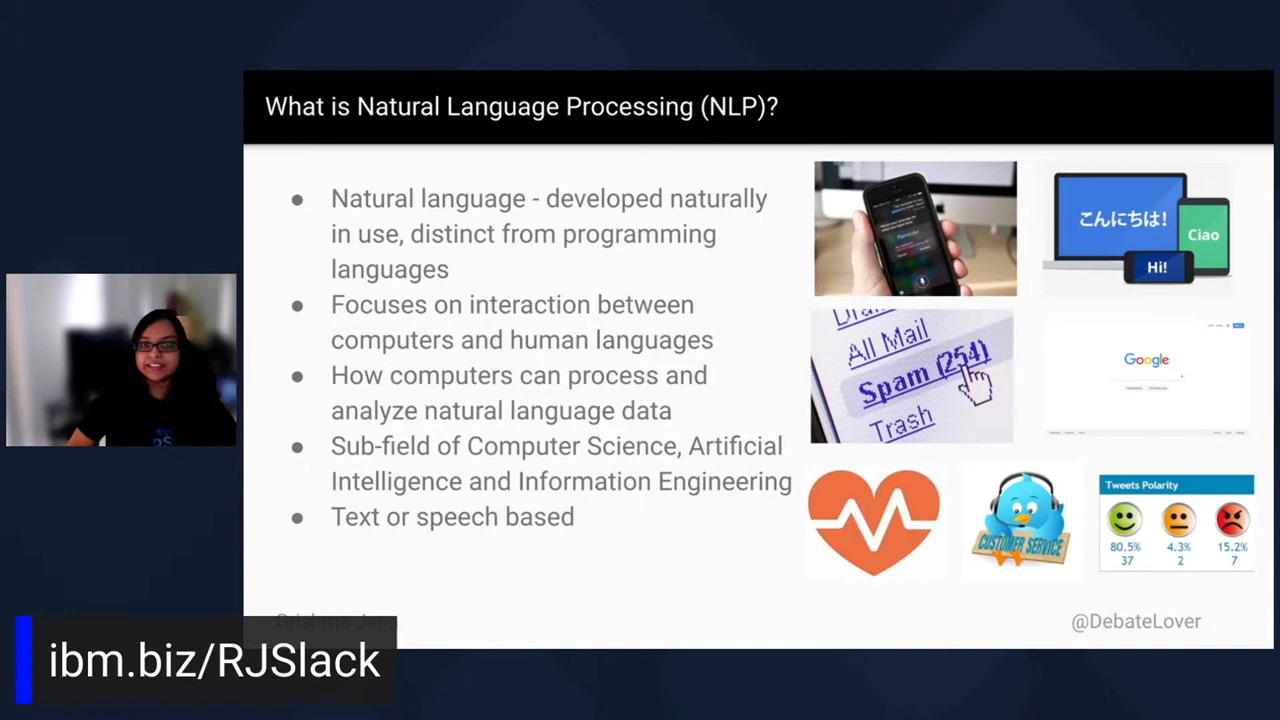 What is Natural Language Processing (NLP)?
● Natural language - developed naturally
in use, distinct from programming
languages
● Focuses on interaction between
computers and human languages
● How computers can process and
analyze natural language data
● Sub-field of Computer Science, Artificial
Intelligence and Information Engineering
● Text or speech based
こんにちは!
Ciao
Hi!
All Mail
Spam (254)
Trash
Google
CUSTOMER SERVICE
Tweets Polarity
80.5% 4.3% 15.2%
37 2 7
@DebateLover
ibm.biz/RJSlack